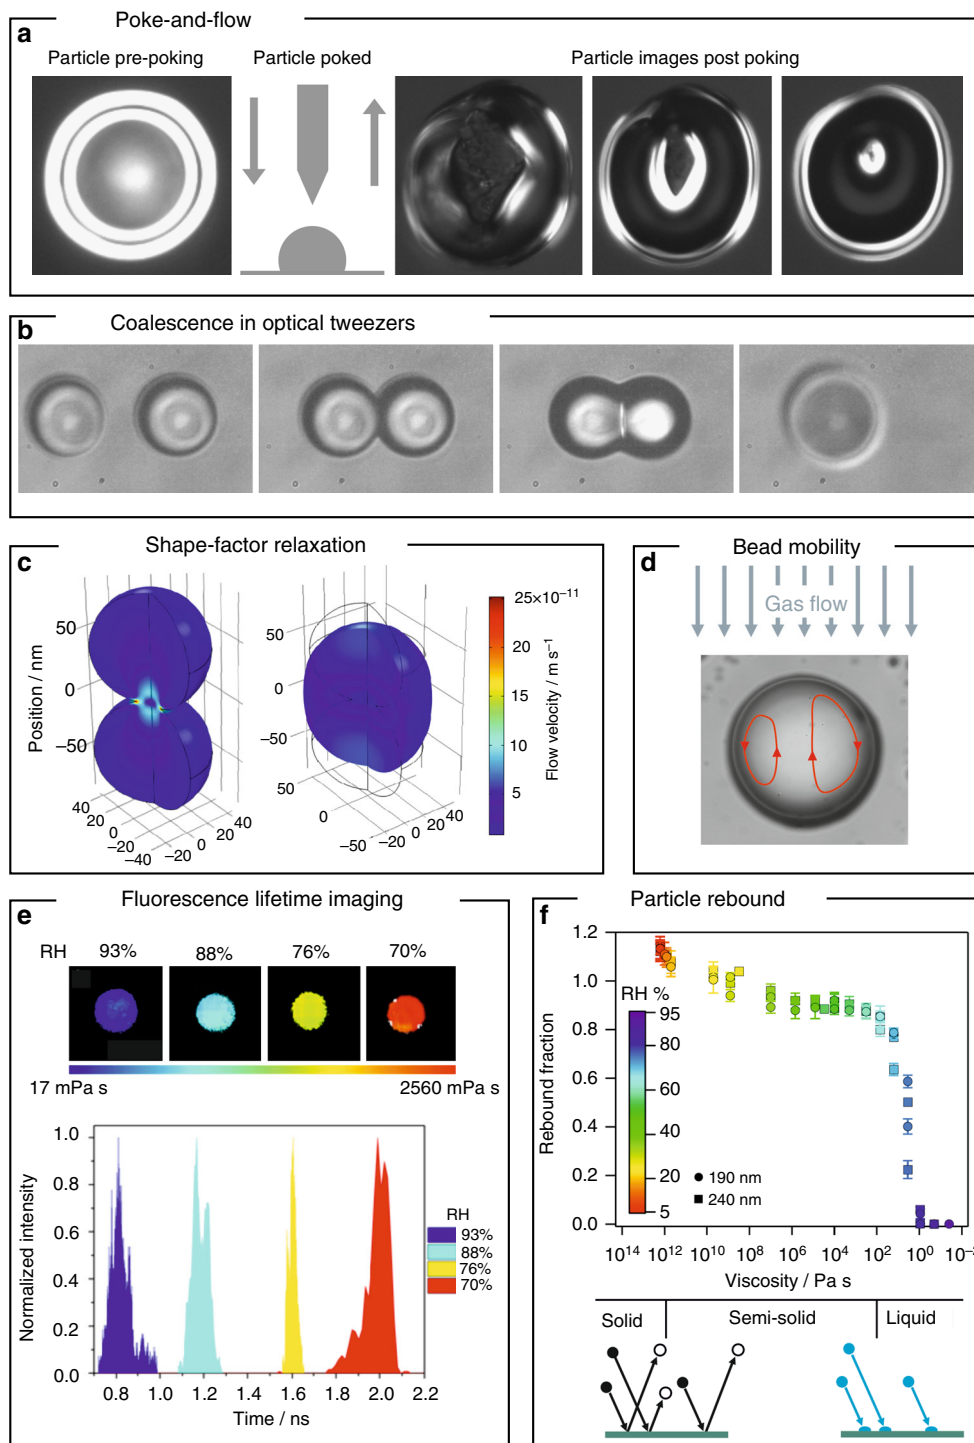 Poke-and-flow
a
Particle pre-poking
Particle poked
Particle images post poking
b
Coalescence in optical tweezers
c
Shape-factor relaxation
Position / nm
50
0
−50
40
20
0
−20
−40
−20
0
20
40
50
0
−50
50
0
−50
−20
0
20
40
25×10−11
20
15
10
5
Flow velocity / m s−1
d
Bead mobility
Gas flow
e
Fluorescence lifetime imaging
RH
93%
88%
76%
70%
17 mPa s
2560 mPa s
Normalized intensity
1.0
0.8
0.6
0.4
0.2
0.0
0.8
1.0
1.2
1.4
1.6
1.8
2.0
2.2
Time / ns
RH
93%
88%
76%
70%
f
Particle rebound
Rebound fraction
1.2
1.0
0.8
0.6
0.4
0.2
0.0
RH %
95
80
60
40
20
5
190 nm
240 nm
1014
1012
1010
108
106
104
102
100
10−2
Viscosity / Pa s
Solid
Semi-solid
Liquid